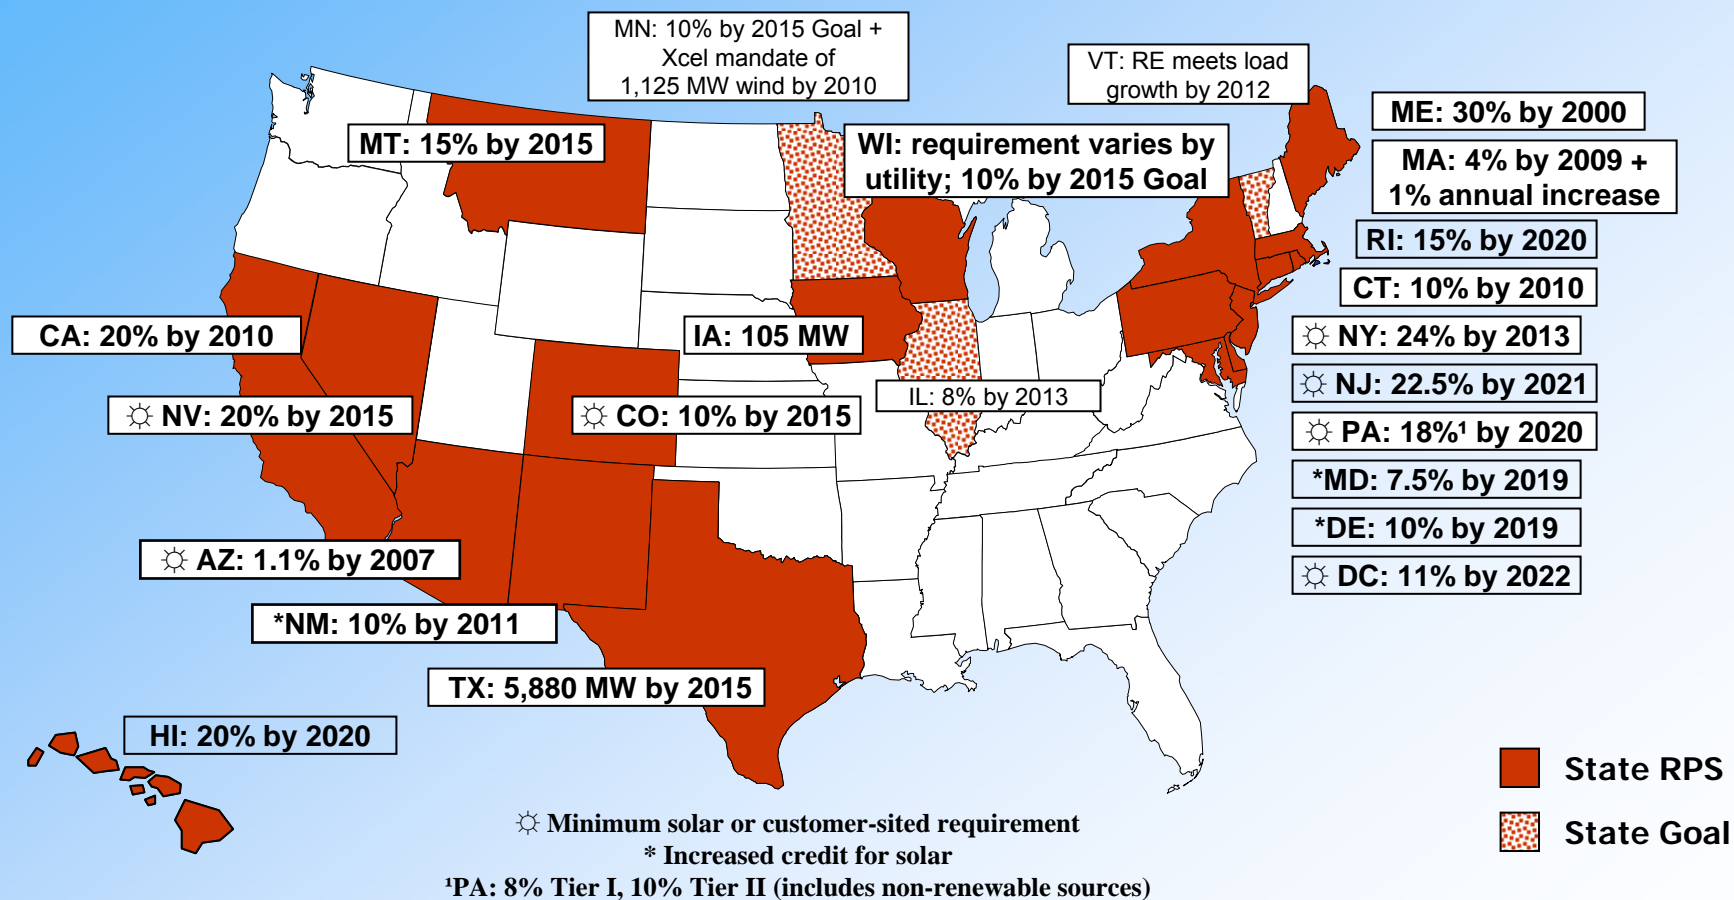 MN: 10% by 2015 Goal +
Xcel mandate of
1,125 MW wind by 2010
VT: RE meets load
growth by 2012
ME: 30% by 2000
MT: 15% by 2015
WI: requirement varies by
utility; 10% by 2015 Goal
MA: 4% by 2009 +
1% annual increase
RI: 15% by 2020
CT: 10% by 2010
CA: 20% by 2010
IA: 105 MW
☼ NY: 24% by 2013
☼ NJ: 22.5% by 2021
IL: 8% by 2013
☼ NV: 20% by 2015
☼ CO: 10% by 2015
☼ PA: 18%¹ by 2020
*MD: 7.5% by 2019
*DE: 10% by 2019
☼ AZ: 1.1% by 2007
☼ DC: 11% by 2022
*NM: 10% by 2011
TX: 5,880 MW by 2015
HI: 20% by 2020
State RPS
State Goal
☼ Minimum solar or customer-sited requirement
* Increased credit for solar
¹PA: 8% Tier I, 10% Tier II (includes non-renewable sources)